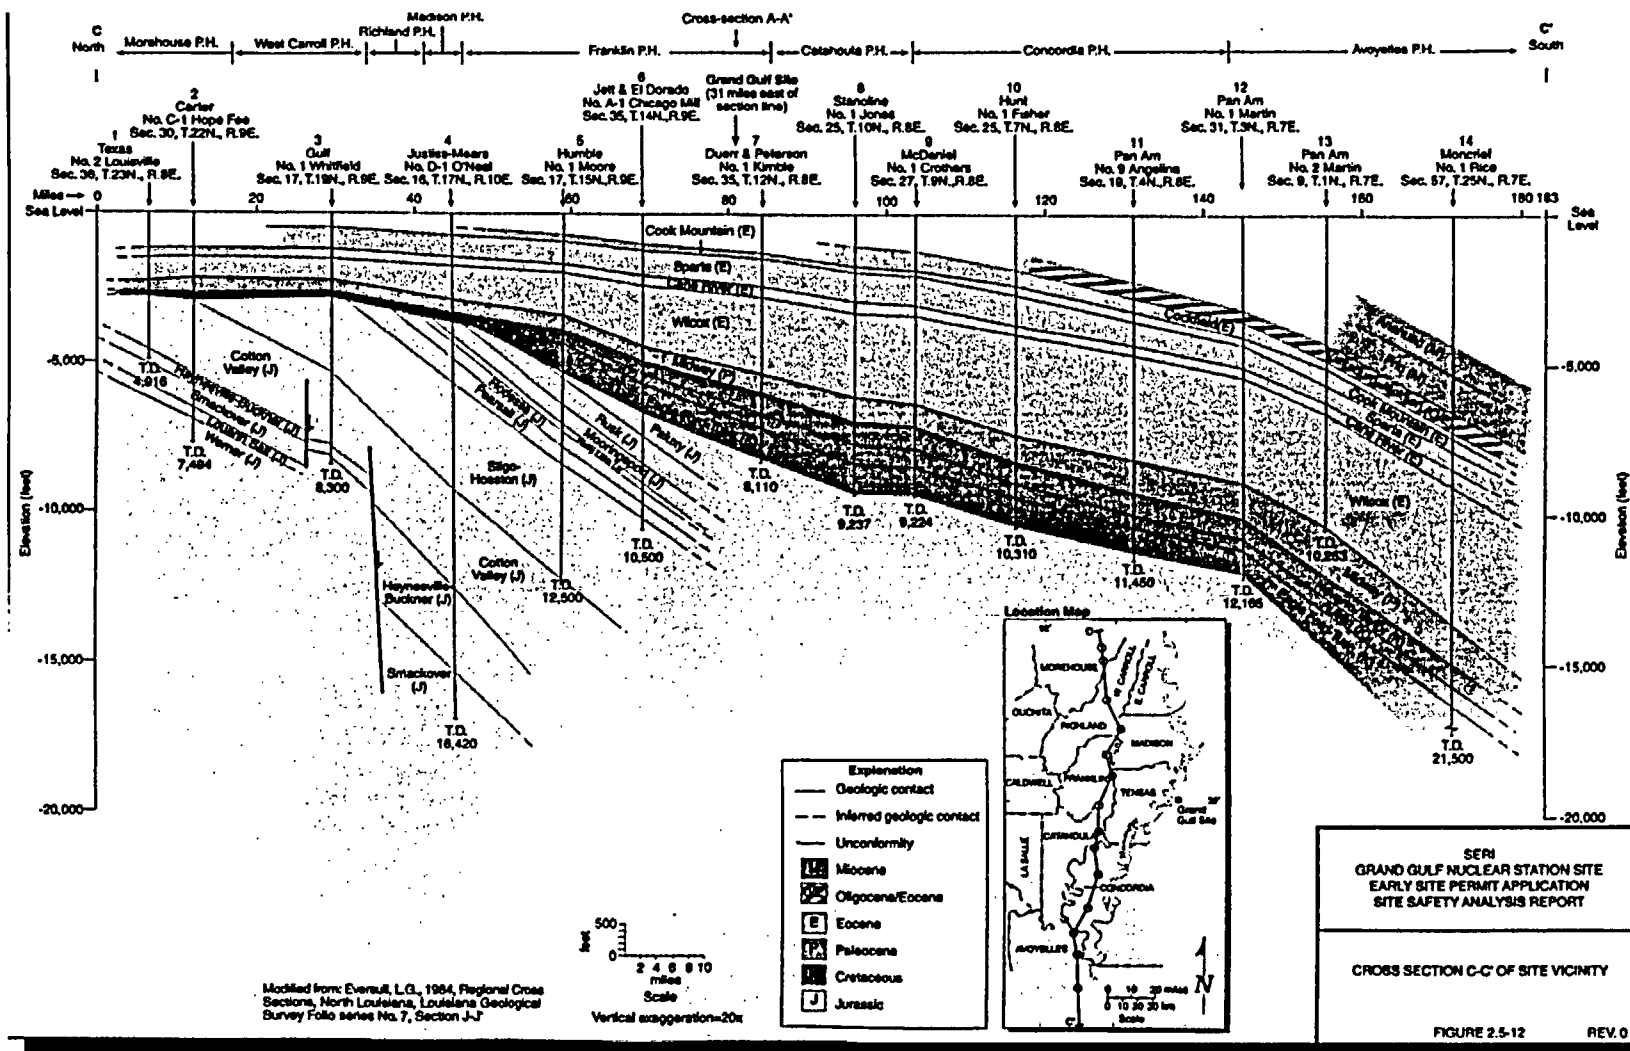 C
North
Morehouse P.H.
West Carroll P.H.
Richland P.H.
Madison P.H.
Franklin P.H.
Cross-section A-A'
Catahoula P.H.
Concordia P.H.
Avoyelles P.H.
C'
South
1
Texas
No. 2 Louisville
Sec. 36, T.23N., R.8E.
2
Carter
No. C-1 Hope Fee
Sec. 30, T.22N., R.9E.
3
Gulf
No. 1 Whitfield
Sec. 17, T.19N., R.9E.
4
Justiss-Mears
No. D-1 O'Neal
Sec. 16, T.17N., R.10E.
5
Humble
No. 1 Moore
Sec. 17, T.15N., R.9E.
6
Jett & El Dorado
No. A-1 Chicago Mill
Sec. 35, T.14N., R.9E.
Grand Gulf Site
(31 miles east of
section line)
7
Duerr & Peterson
No. 1 Kimble
Sec. 35, T.12N., R.8E.
8
Stanoline
No. 1 Jones
Sec. 25, T.10N., R.8E.
9
McDaniel
No. 1 Crothers
Sec. 27, T.9N., R.8E.
10
Hunt
No. 1 Fisher
Sec. 25, T.7N., R.8E.
11
Pan Am
No. 9 Angelina
Sec. 19, T.4N., R.8E.
12
Pan Am
No. 1 Martin
Sec. 31, T.3N., R.7E.
13
Pan Am
No. 2 Martin
Sec. 9, T.1N., R.7E.
14
Moncrief
No. 1 Rice
Sec. 57, T.25N., R.7E.
Miles
0 20 40 60 80 100 120 140 160 180 183
Sea Level
Sea
Level
Cook Mountain (E)
Sparta (E)
Cane River (E)
Wilcox (E)
Midway (P)
Cockfield (E)
Cook Mountain (E)
Sparta (E)
Cane River (E)
Wilcox (E)
Midway (P)
Cotton
Valley (J)
Haynesville-Buckner (J)
Smackover (J)
Louann Salt (J)
Werner (J)
Rodessa (J)
Pearsall (J)
Rusk (J)
Mooringsport (J)
Paluxy (J)
Sligo-
Hosston (J)
Cotton
Valley (J)
Haynesville-
Buckner (J)
Smackover
(J)
T.D.
4,916
T.D.
7,484
T.D.
8,300
T.D.
16,420
T.D.
12,500
T.D.
10,500
T.D.
8,110
T.D.
9,237
T.D.
9,224
T.D.
10,310
T.D.
11,450
T.D.
12,165
T.D.
10,263
T.D.
21,500
-5,000
-10,000
-15,000
-20,000
Elevation (feet)
-5,000
-10,000
-15,000
-20,000
Elevation (feet)
Location Map
C
MOREHOUSE
W CARROLL
E. CARROLL
OUCHITA
RICHLAND
MADISON
CALDWELL
FRANKLIN
TENSAS
Grand
Gulf Site
CATAHOULA
LA SALLE
CONCORDIA
AVOYELLES
C'
N
0 10 20 miles
0 10 20 30 km
Scale
Explanation
Geologic contact
Inferred geologic contact
Unconformity
M Miocene
Oligocene/Eocene
E Eocene
P Paleocene
Cretaceous
J Jurassic
500
feet
0
2 4 6 8 10
miles
Scale
Vertical exaggeration=20x
Modified from: Eversull, L.G., 1984, Regional Cross
Sections, North Louisiana, Louisiana Geological
Survey Folio series No. 7, Section J-J'
SERI
GRAND GULF NUCLEAR STATION SITE
EARLY SITE PERMIT APPLICATION
SITE SAFETY ANALYSIS REPORT
CROSS SECTION C-C' OF SITE VICINITY
FIGURE 2.5-12
REV. 0